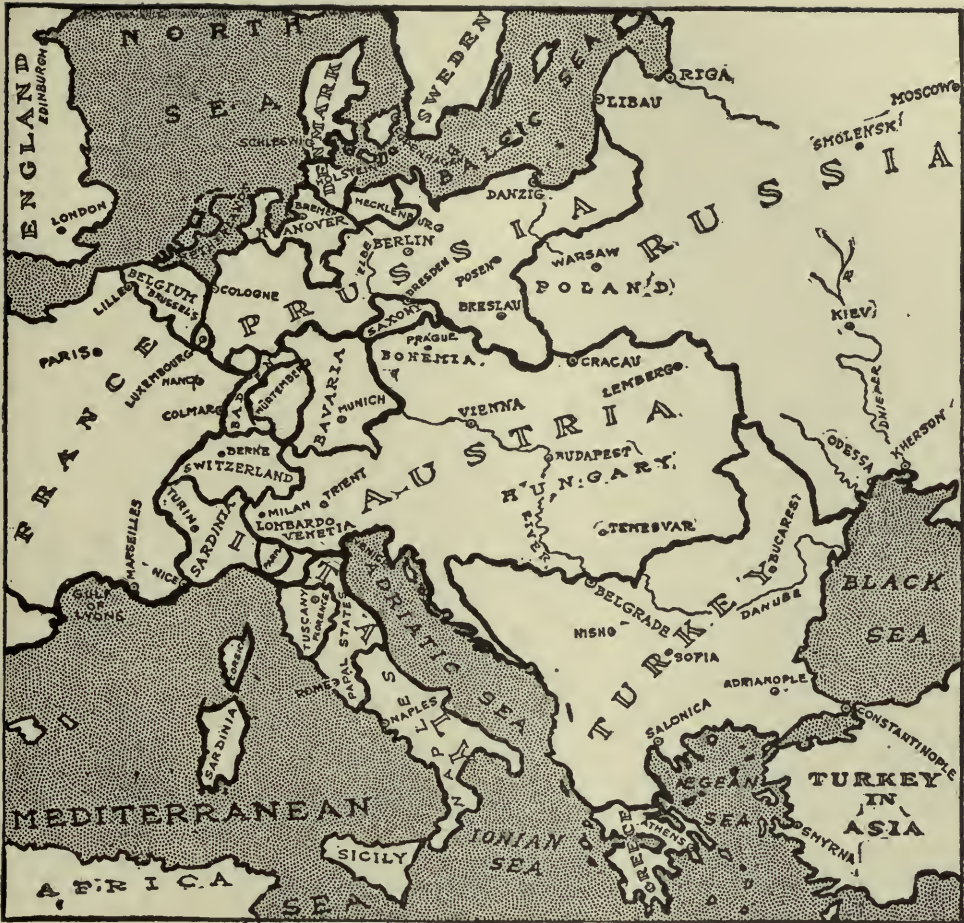 NORTH
SEA
ENGLAND
EDINBURGH
LONDON
DENMARK
SCHLESWIG
HOLSTEIN
SWEDEN
BALTIC
SEA
RIGA
LIBAU
MOSCOW
SMOLENSK
RUSSIA
DANZIG
WARSAW
POLAND
KIEV
DNIEPER
KHERSON
ODESSA
BREMEN
HANOVER
MECKLENBURG
BERLIN
ELBE
DRESDEN
POSEN
BRESLAU
PRUSSIA
SAXONY
COLOGNE
BELGIUM
BRUSSELS
LILLE
PARIS
LUXEMBOURG
NANCY
COLMAR
FRANCE
BADEN
WÜRTEMBERG
BAVARIA
MUNICH
PRAGUE
BOHEMIA
CRACAU
LEMBERG
VIENNA
AUSTRIA
BUDAPEST
HUNGARY
TEMESVAR
BERNE
SWITZERLAND
TURIN
SARDINIA
MILAN
TRIENT
LOMBARDO
VENETIA
PARMA
MARSEILLES
NICE
GULF
OF
LYONS
ITALY
TUSCANY
FLORENCE
PAPAL STATES
ROME
NAPLES
NAPLES
CORSICA
SARDINIA
SICILY
ADRIATIC SEA
BELGRADE
NISH
SOFIA
BUCAREST
DANUBE
TURKEY
ADRIANOPLE
SALONICA
CONSTANTINOPLE
BLACK
SEA
AEGEAN
SEA
GREECE
ATHENS
SMYRNA
TURKEY
IN
ASIA
IONIAN
SEA
MEDITERRANEAN
SEA
AFRICA